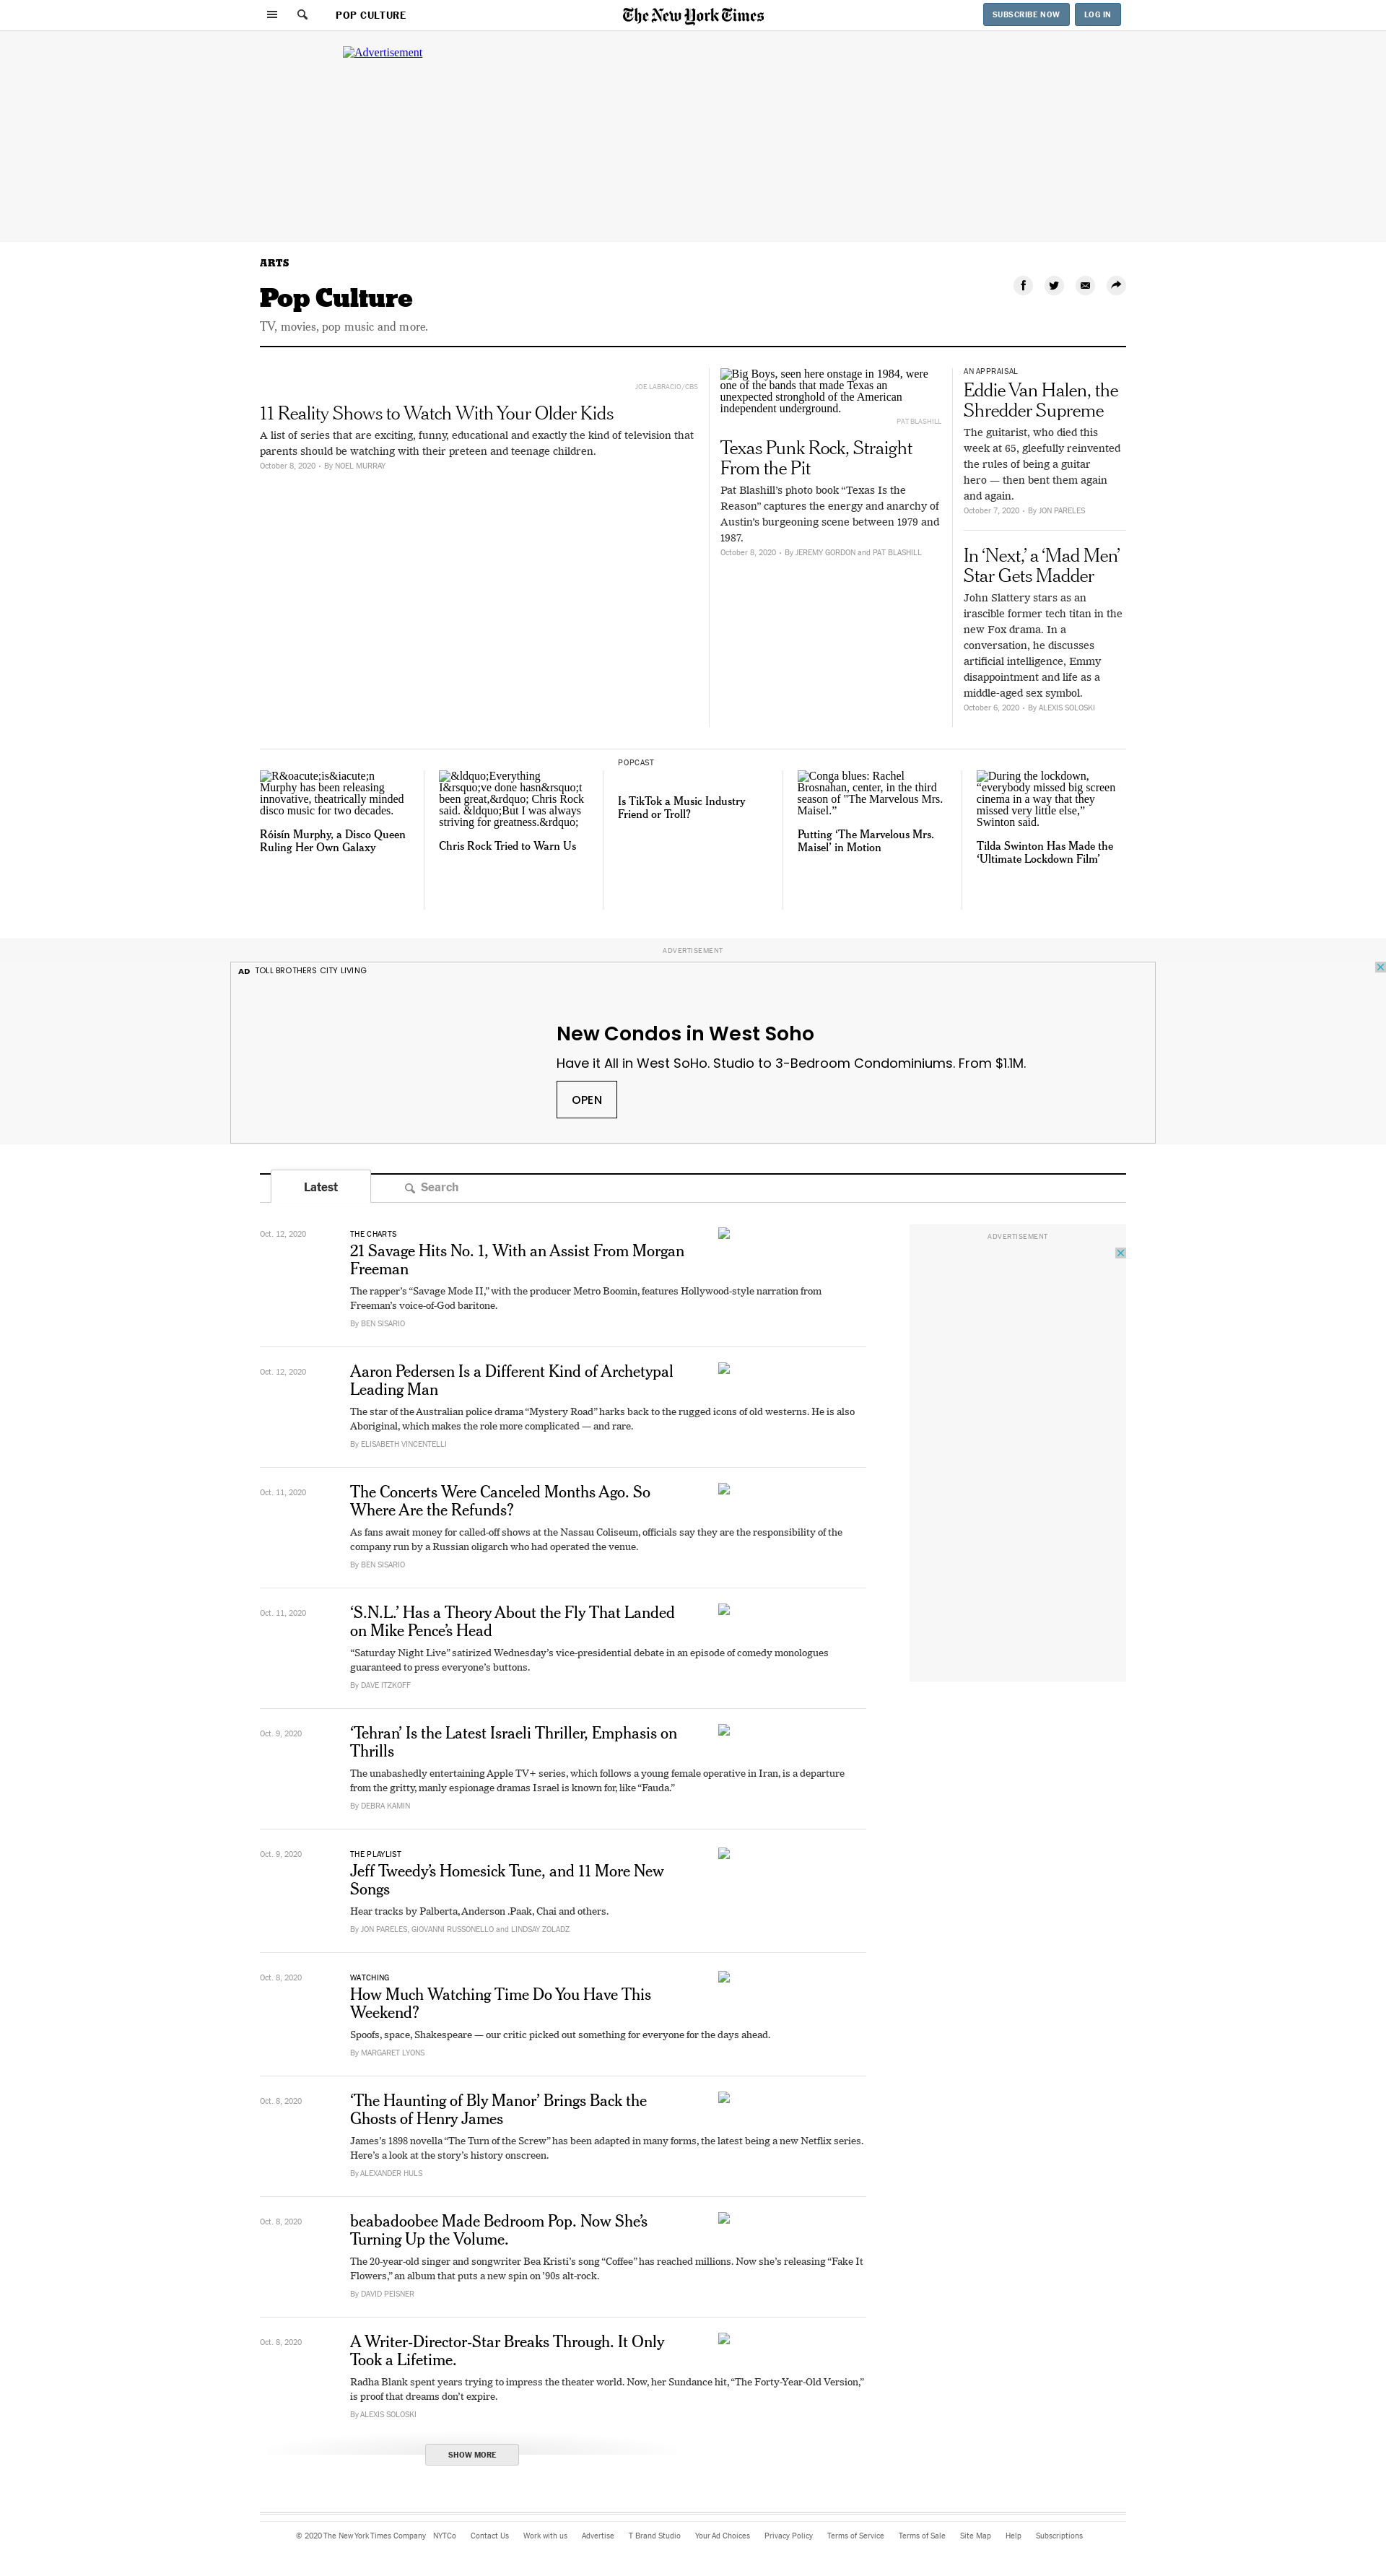 POP CULTURE
The New York Times
SUBSCRIBE NOW
LOG IN
Advertisement
ARTS
Pop Culture
TV, movies, pop music and more.
JOE LABRACIO/CBS
11 Reality Shows to Watch With Your Older Kids
A list of series that are exciting, funny, educational and exactly the kind of television that
parents should be watching with their preteen and teenage children.
October 8, 2020 • By NOEL MURRAY
Big Boys, seen here onstage in 1984, were
one of the bands that made Texas an
unexpected stronghold of the American
independent underground.
PAT BLASHILL
Texas Punk Rock, Straight
From the Pit
Pat Blashill’s photo book “Texas Is the
Reason” captures the energy and anarchy of
Austin’s burgeoning scene between 1979 and
1987.
October 8, 2020 • By JEREMY GORDON and PAT BLASHILL
AN APPRAISAL
Eddie Van Halen, the
Shredder Supreme
The guitarist, who died this
week at 65, gleefully reinvented
the rules of being a guitar
hero — then bent them again
and again.
October 7, 2020 • By JON PARELES
In ‘Next,’ a ‘Mad Men’
Star Gets Madder
John Slattery stars as an
irascible former tech titan in the
new Fox drama. In a
conversation, he discusses
artificial intelligence, Emmy
disappointment and life as a
middle-aged sex symbol.
October 6, 2020 • By ALEXIS SOLOSKI
R&oacute;is&iacute;n
Murphy has been releasing
innovative, theatrically minded
disco music for two decades.
Róisín Murphy, a Disco Queen
Ruling Her Own Galaxy
&ldquo;Everything
I&rsquo;ve done hasn&rsquo;t
been great,&rdquo; Chris Rock
said. &ldquo;But I was always
striving for greatness.&rdquo;
Chris Rock Tried to Warn Us
POPCAST
Is TikTok a Music Industry
Friend or Troll?
Conga blues: Rachel
Brosnahan, center, in the third
season of "The Marvelous Mrs.
Maisel.”
Putting ‘The Marvelous Mrs.
Maisel’ in Motion
During the lockdown,
“everybody missed big screen
cinema in a way that they
missed very little else,”
Swinton said.
Tilda Swinton Has Made the
‘Ultimate Lockdown Film’
ADVERTISEMENT
AD TOLL BROTHERS CITY LIVING
New Condos in West Soho
Have it All in West SoHo. Studio to 3-Bedroom Condominiums. From $1.1M.
OPEN
Latest
Search
ADVERTISEMENT
Oct. 12, 2020
THE CHARTS
21 Savage Hits No. 1, With an Assist From Morgan
Freeman
The rapper’s “Savage Mode II,” with the producer Metro Boomin, features Hollywood-style narration from
Freeman’s voice-of-God baritone.
By BEN SISARIO
Oct. 12, 2020
Aaron Pedersen Is a Different Kind of Archetypal
Leading Man
The star of the Australian police drama “Mystery Road” harks back to the rugged icons of old westerns. He is also
Aboriginal, which makes the role more complicated — and rare.
By ELISABETH VINCENTELLI
Oct. 11, 2020
The Concerts Were Canceled Months Ago. So
Where Are the Refunds?
As fans await money for called-off shows at the Nassau Coliseum, officials say they are the responsibility of the
company run by a Russian oligarch who had operated the venue.
By BEN SISARIO
Oct. 11, 2020
‘S.N.L.’ Has a Theory About the Fly That Landed
on Mike Pence’s Head
“Saturday Night Live” satirized Wednesday’s vice-presidential debate in an episode of comedy monologues
guaranteed to press everyone’s buttons.
By DAVE ITZKOFF
Oct. 9, 2020
‘Tehran’ Is the Latest Israeli Thriller, Emphasis on
Thrills
The unabashedly entertaining Apple TV+ series, which follows a young female operative in Iran, is a departure
from the gritty, manly espionage dramas Israel is known for, like “Fauda.”
By DEBRA KAMIN
Oct. 9, 2020
THE PLAYLIST
Jeff Tweedy’s Homesick Tune, and 11 More New
Songs
Hear tracks by Palberta, Anderson .Paak, Chai and others.
By JON PARELES, GIOVANNI RUSSONELLO and LINDSAY ZOLADZ
Oct. 8, 2020
WATCHING
How Much Watching Time Do You Have This
Weekend?
Spoofs, space, Shakespeare — our critic picked out something for everyone for the days ahead.
By MARGARET LYONS
Oct. 8, 2020
‘The Haunting of Bly Manor’ Brings Back the
Ghosts of Henry James
James’s 1898 novella “The Turn of the Screw” has been adapted in many forms, the latest being a new Netflix series.
Here’s a look at the story’s history onscreen.
By ALEXANDER HULS
Oct. 8, 2020
beabadoobee Made Bedroom Pop. Now She’s
Turning Up the Volume.
The 20-year-old singer and songwriter Bea Kristi’s song “Coffee” has reached millions. Now she’s releasing “Fake It
Flowers,” an album that puts a new spin on ’90s alt-rock.
By DAVID PEISNER
Oct. 8, 2020
A Writer-Director-Star Breaks Through. It Only
Took a Lifetime.
Radha Blank spent years trying to impress the theater world. Now, her Sundance hit, “The Forty-Year-Old Version,”
is proof that dreams don’t expire.
By ALEXIS SOLOSKI
SHOW MORE
© 2020 The New York Times Company NYTCo Contact Us Work with us Advertise T Brand Studio Your Ad Choices Privacy Policy Terms of Service Terms of Sale Site Map Help Subscriptions